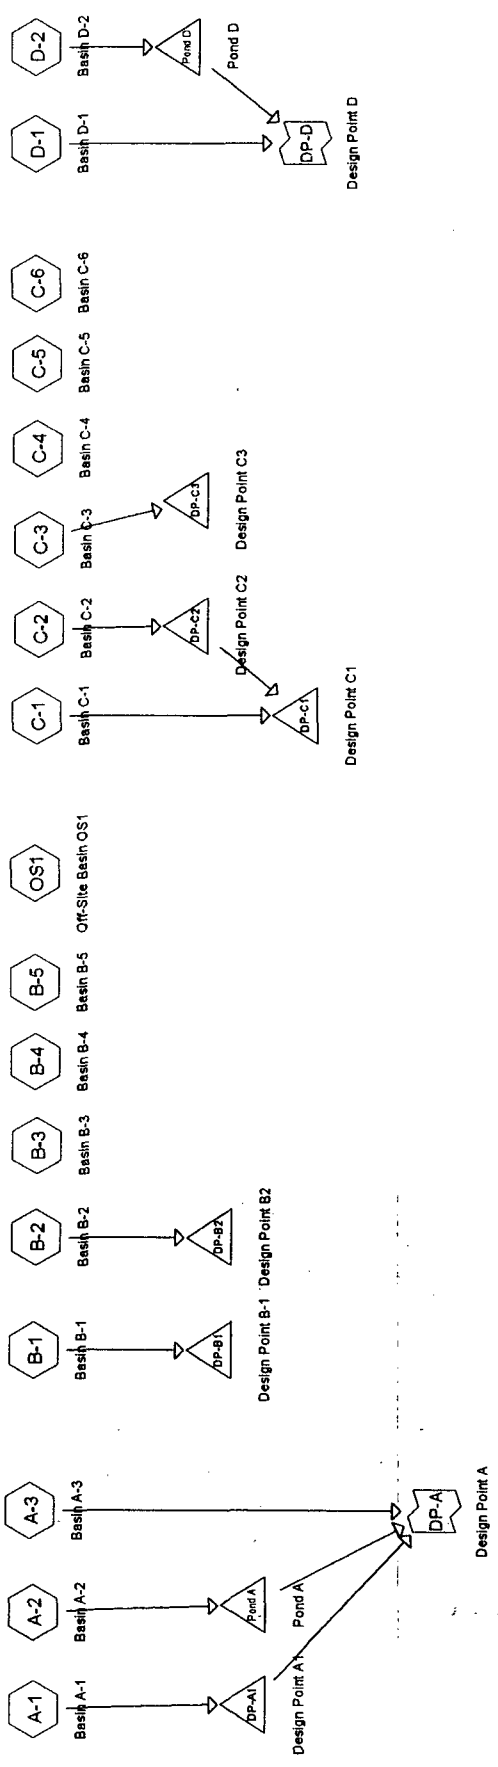 A-1
Basin A-1
DP-A1
Design Point A1
A-2
Basin A-2
Pond A
Pond A
A-3
Basin A-3
DP-A
Design Point A
B-1
Basin B-1
DP-B1
Design Point B-1
B-2
Basin B-2
DP-B2
Design Point B2
B-3
Basin B-3
B-4
Basin B-4
B-5
Basin B-5
OS1
Off-Site Basin OS1
C-1
Basin C-1
DP-C1
Design Point C1
C-2
Basin C-2
DP-C2
Design Point C2
C-3
Basin C-3
DP-C3
Design Point C3
C-4
Basin C-4
C-5
Basin C-5
C-6
Basin C-6
D-1
Basin D-1
DP-D
Design Point D
D-2
Basin D-2
Pond D
Pond D